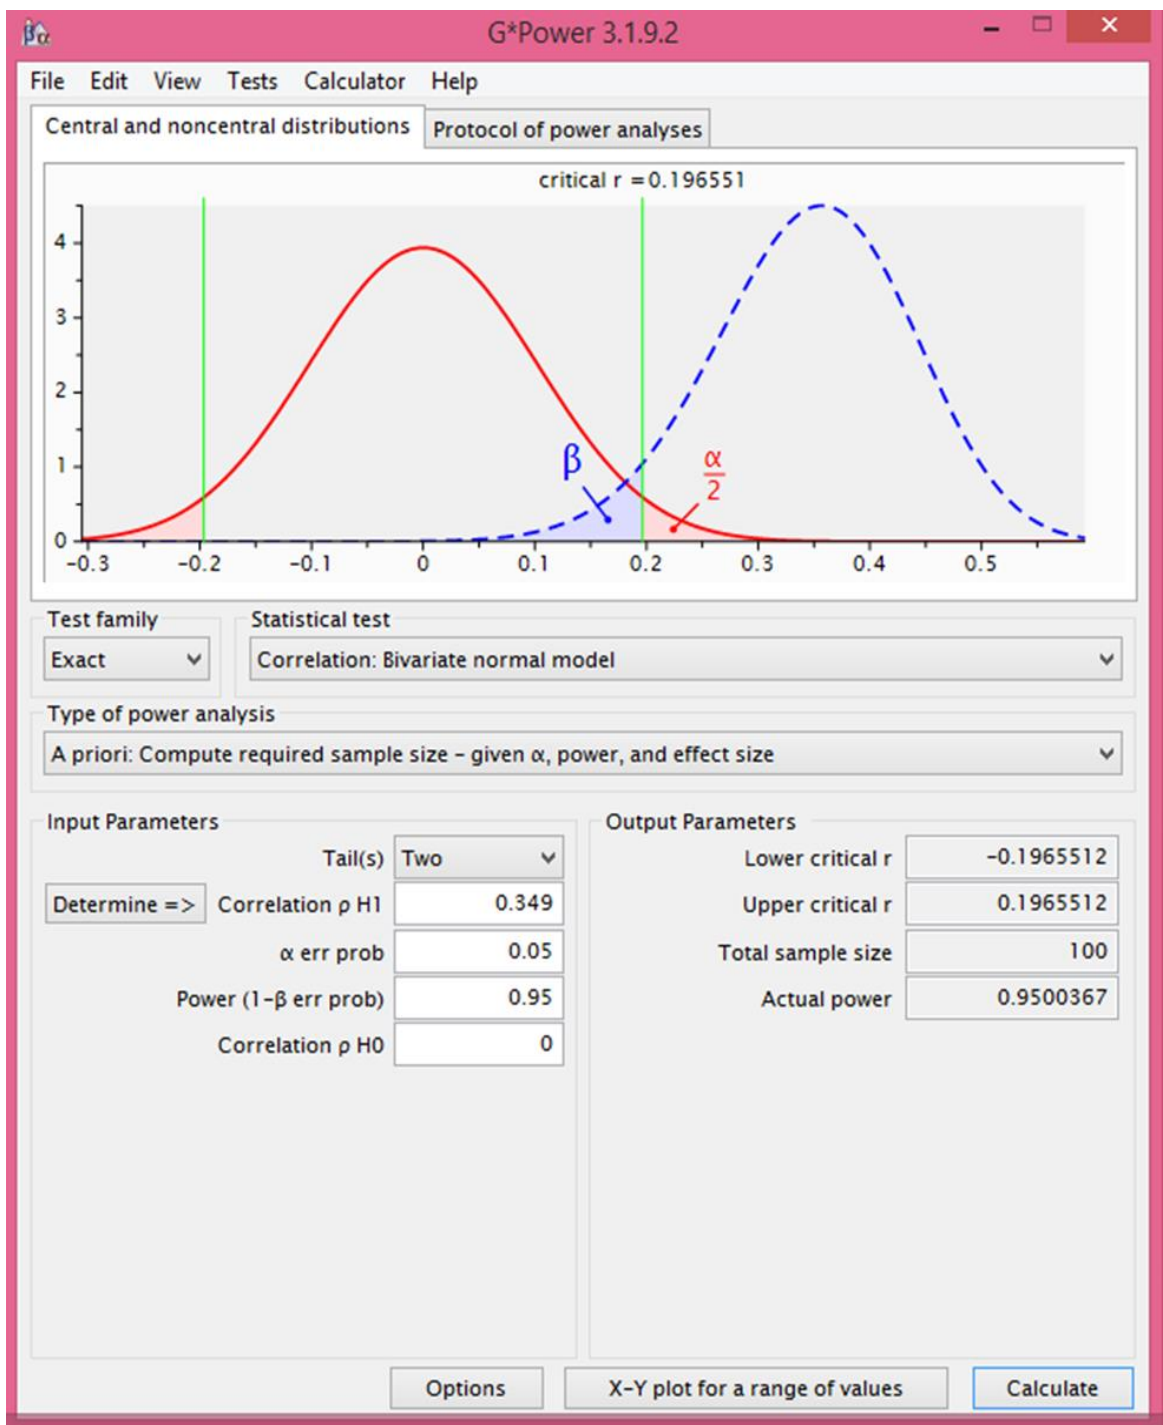 βα
G*Power 3.1.9.2
File Edit View Tests Calculator Help
Central and noncentral distributions Protocol of power analyses
critical r =0.196551
4
3
2
1
0
β
α
2
-0.3 -0.2 -0.1 0 0.1 0.2 0.3 0.4 0.5
Test family Statistical test
Exact Correlation: Bivariate normal model
Type of power analysis
A priori: Compute required sample size – given α, power, and effect size
Input Parameters Output Parameters
Tail(s) Two Lower critical r -0.1965512
Determine => Correlation ρ H1 0.349 Upper critical r 0.1965512
α err prob 0.05 Total sample size 100
Power (1-β err prob) 0.95 Actual power 0.9500367
Correlation ρ H0 0
Options X-Y plot for a range of values Calculate